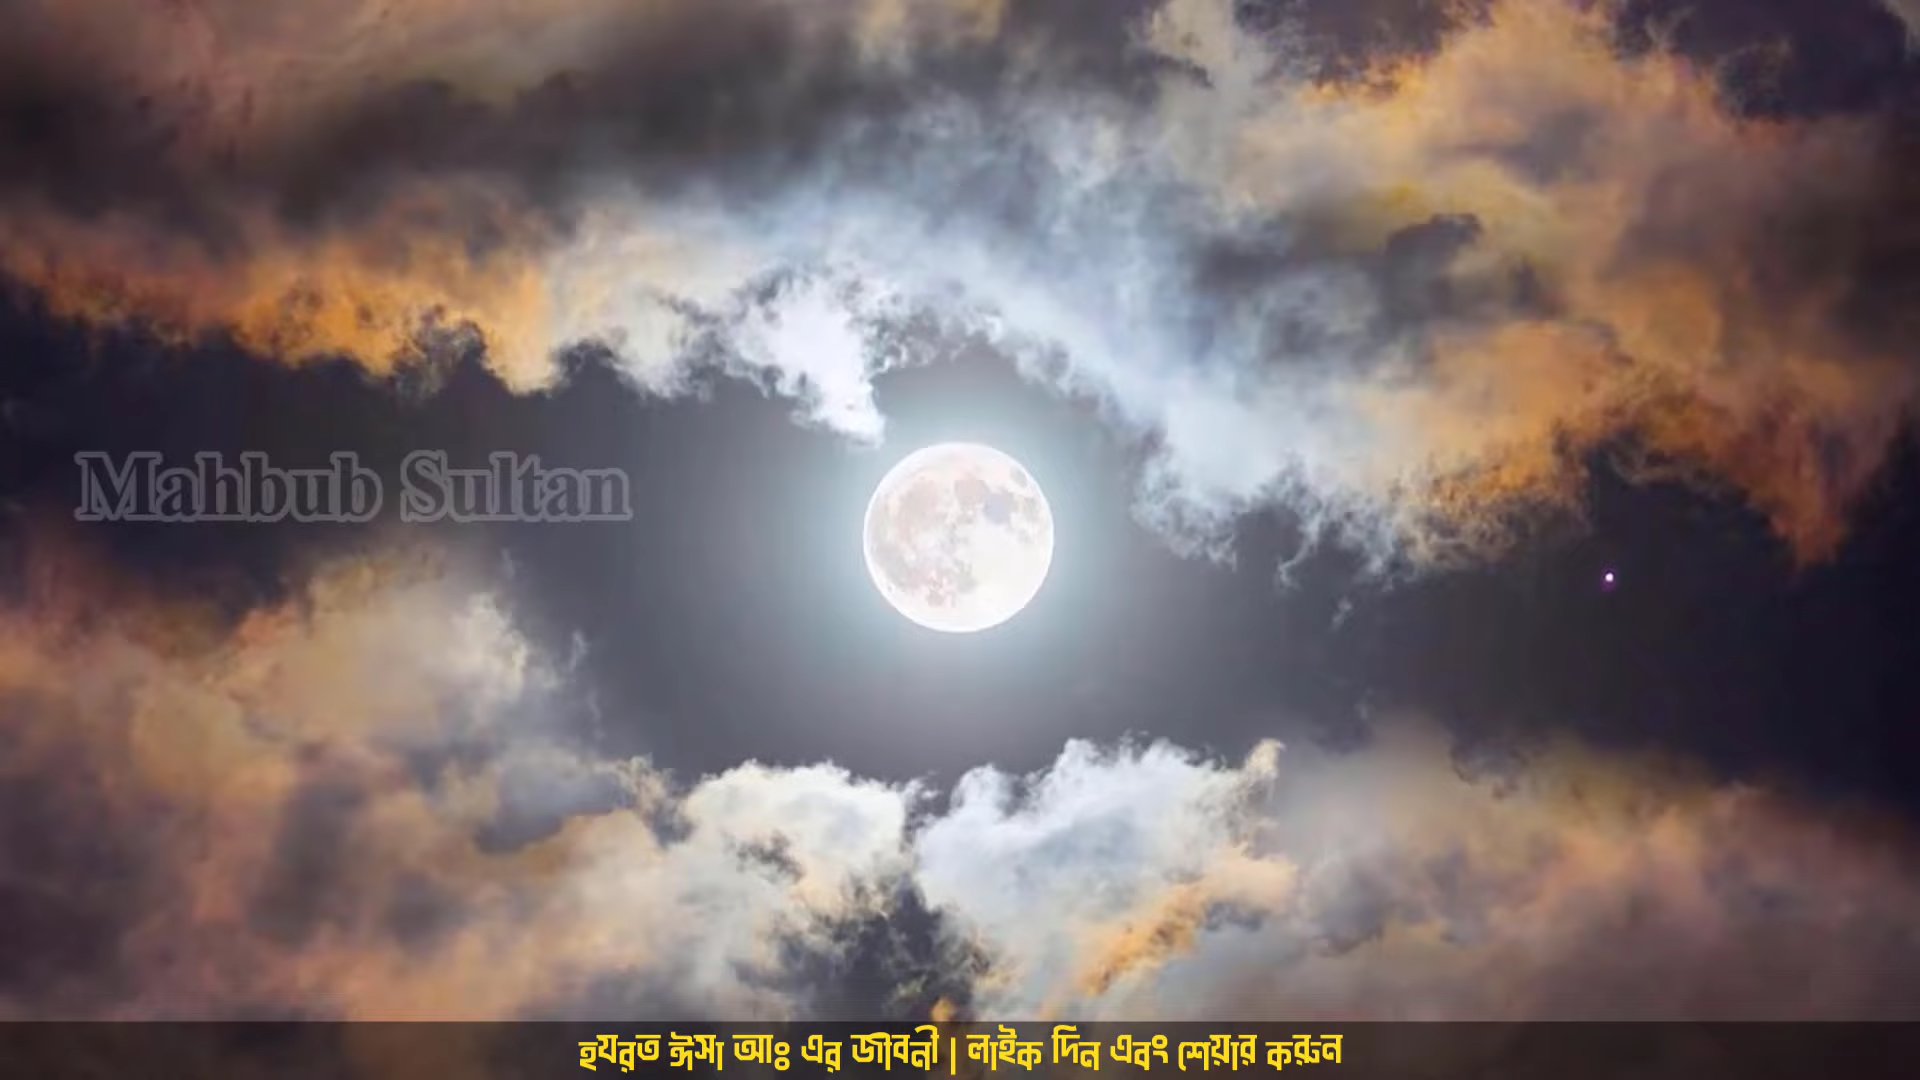 Mahbub Sultan
হযরত ঈসা আঃ এর জীবনী | লাইক দিন এবং শেয়ার করুন